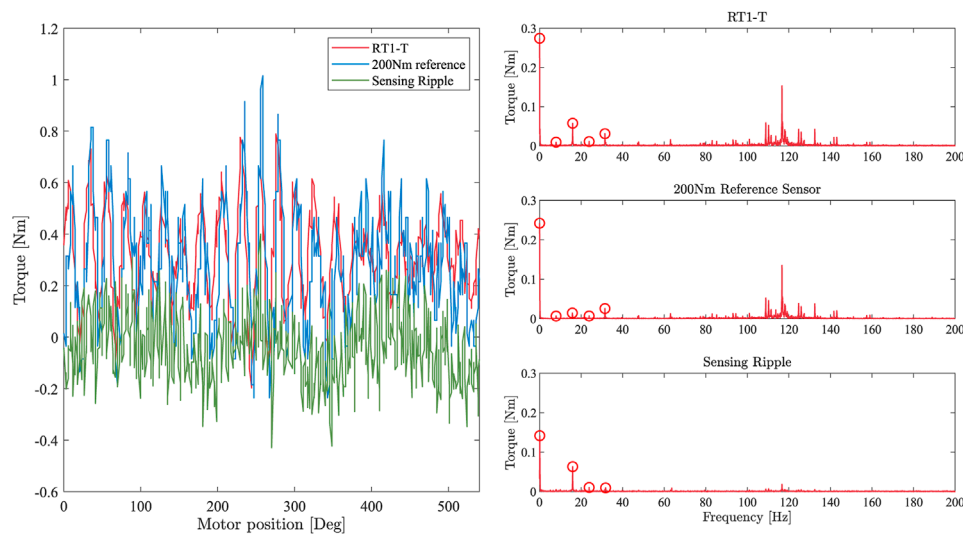 1.2
1
0.8
0.6
0.4
0.2
0
-0.2
-0.4
-0.6
Torque [Nm]
0 100 200 300 400 500
Motor position [Deg]
RT1-T
200Nm reference
Sensing Ripple
RT1-T
0.3
0.2
0.1
0
Torque [Nm]
0 20 40 60 80 100 120 140 160 180 200
200Nm Reference Sensor
0.3
0.2
0.1
0
Torque [Nm]
0 20 40 60 80 100 120 140 160 180 200
Sensing Ripple
0.3
0.2
0.1
0
Torque [Nm]
0 20 40 60 80 100 120 140 160 180 200
Frequency [Hz]